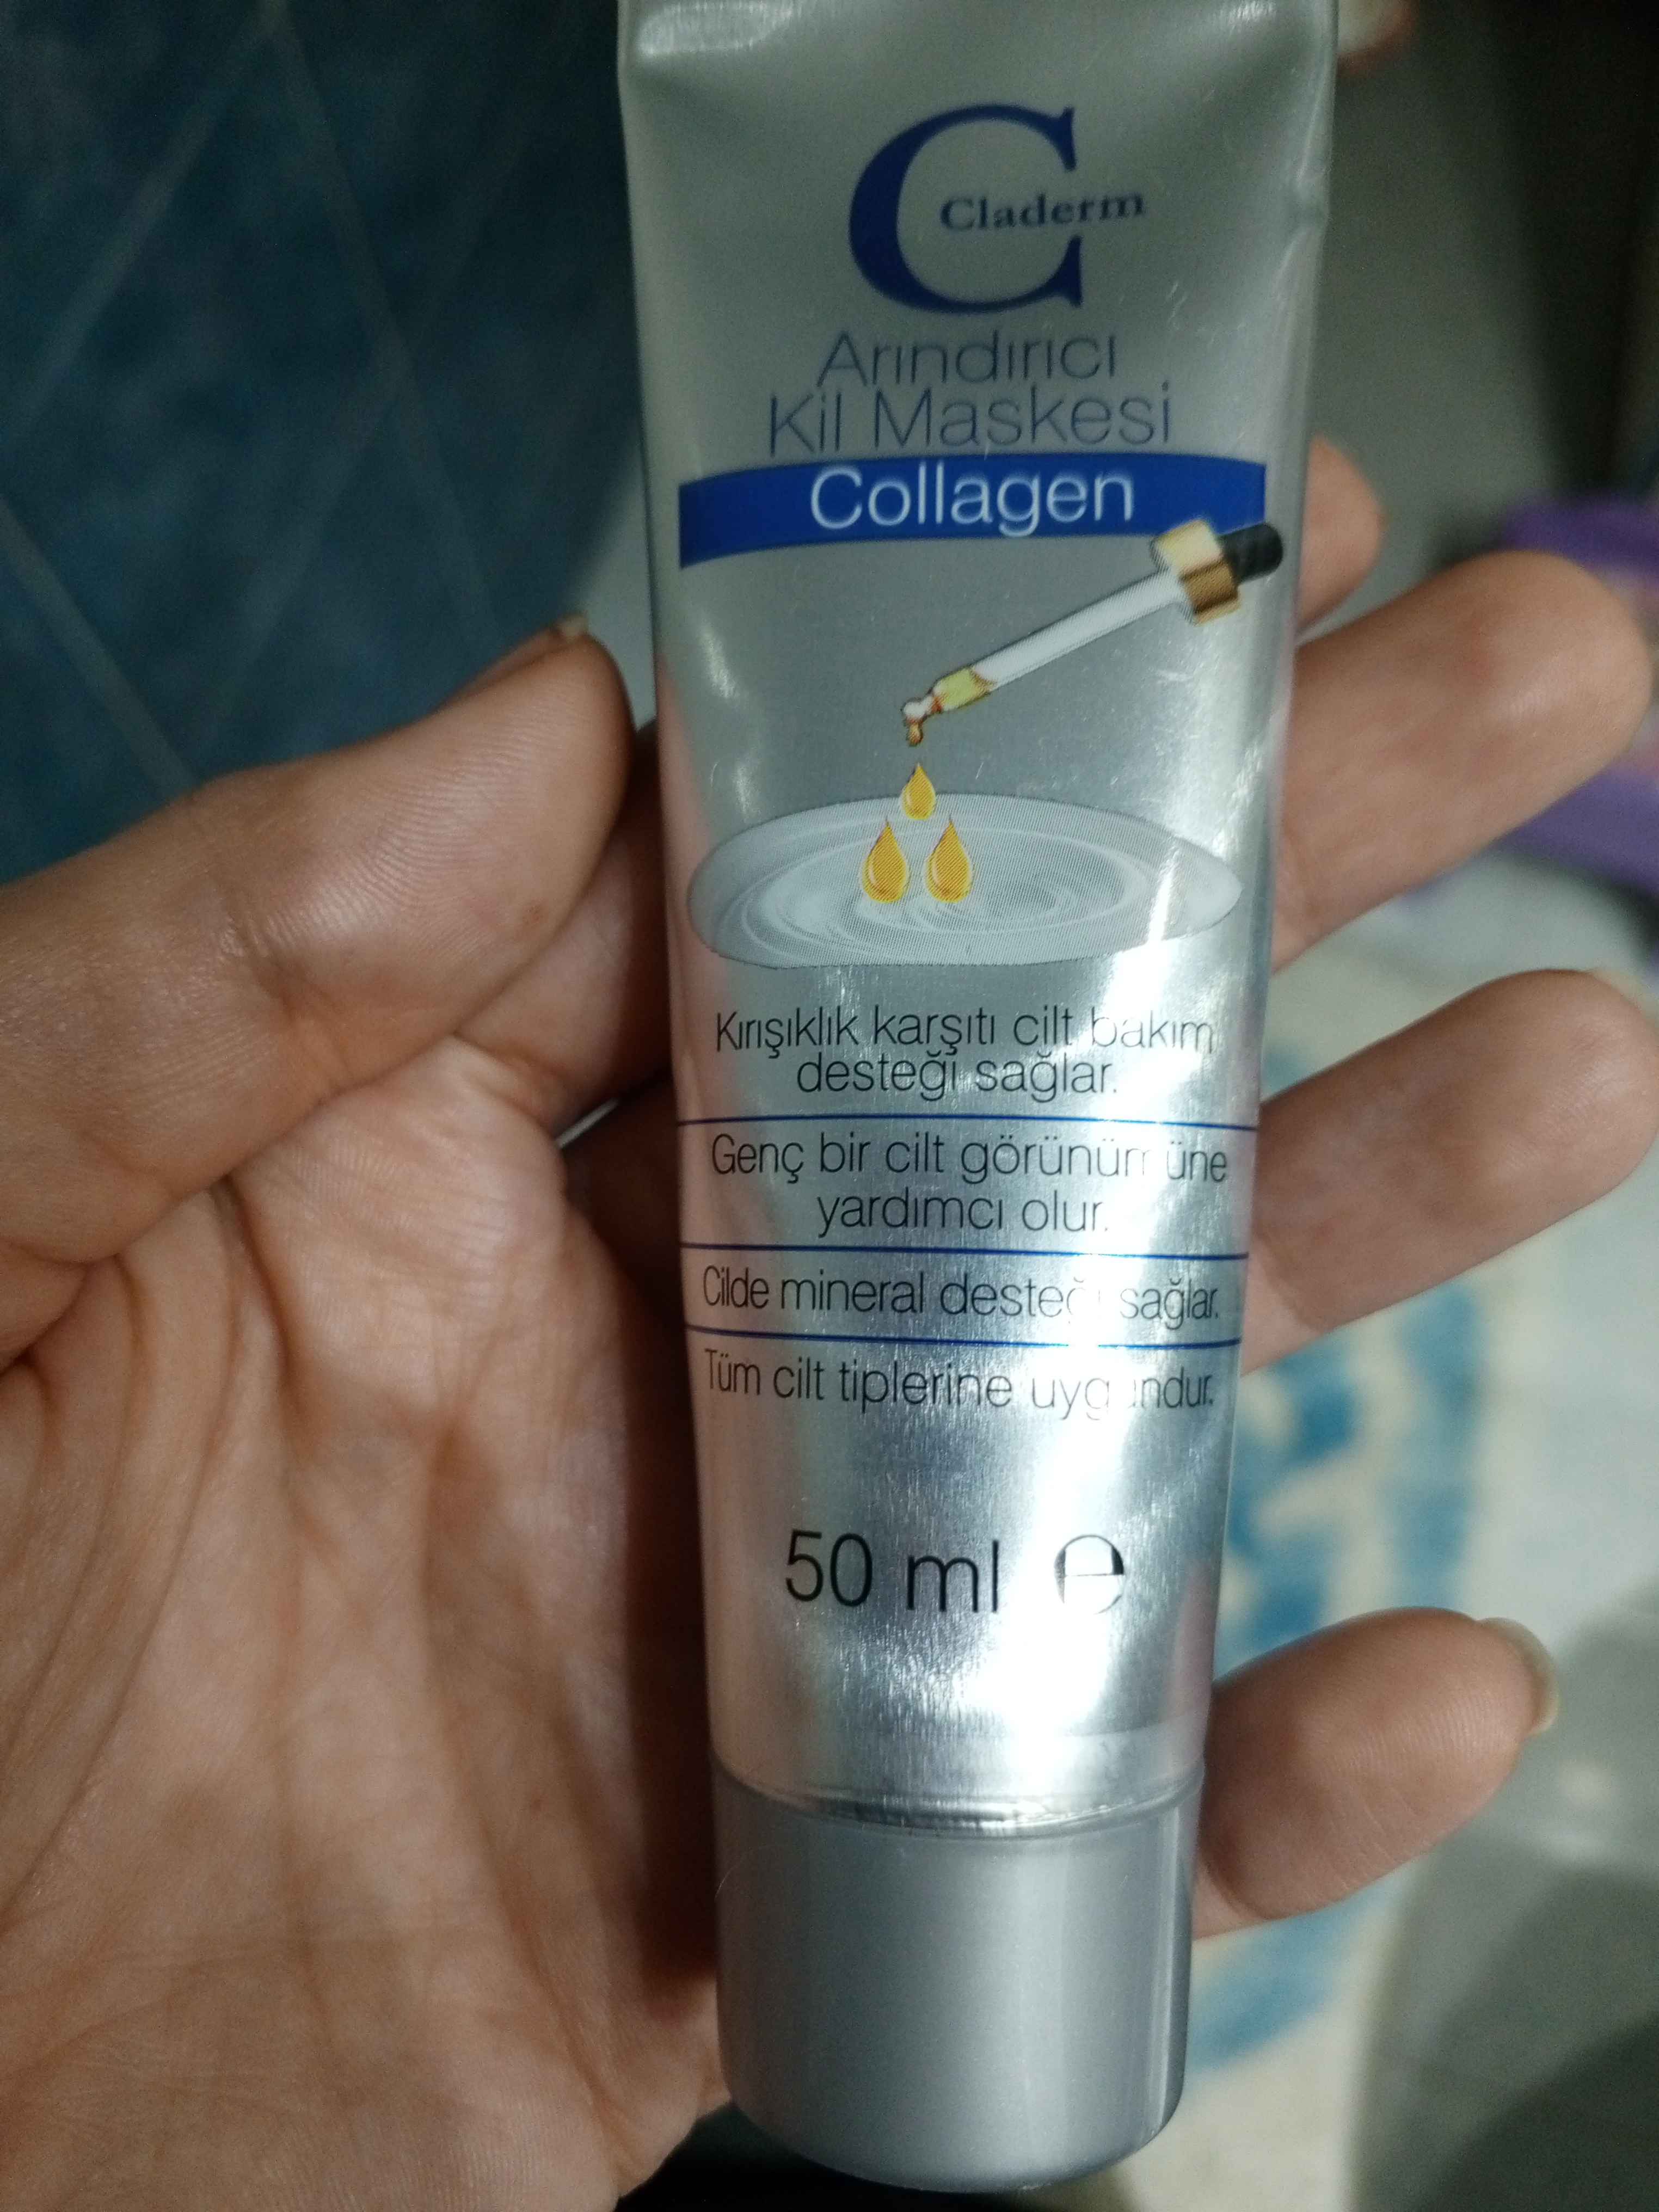 C
Claderm
Arındırıcı
Kil Maskesi
Collagen
Kırışıklık karşıtı cilt bakım
desteği sağlar.
Genç bir cilt görünümüne
yardımcı olur.
Cilde mineral desteği sağlar.
Tüm cilt tiplerine uygundur.
50 ml ℮